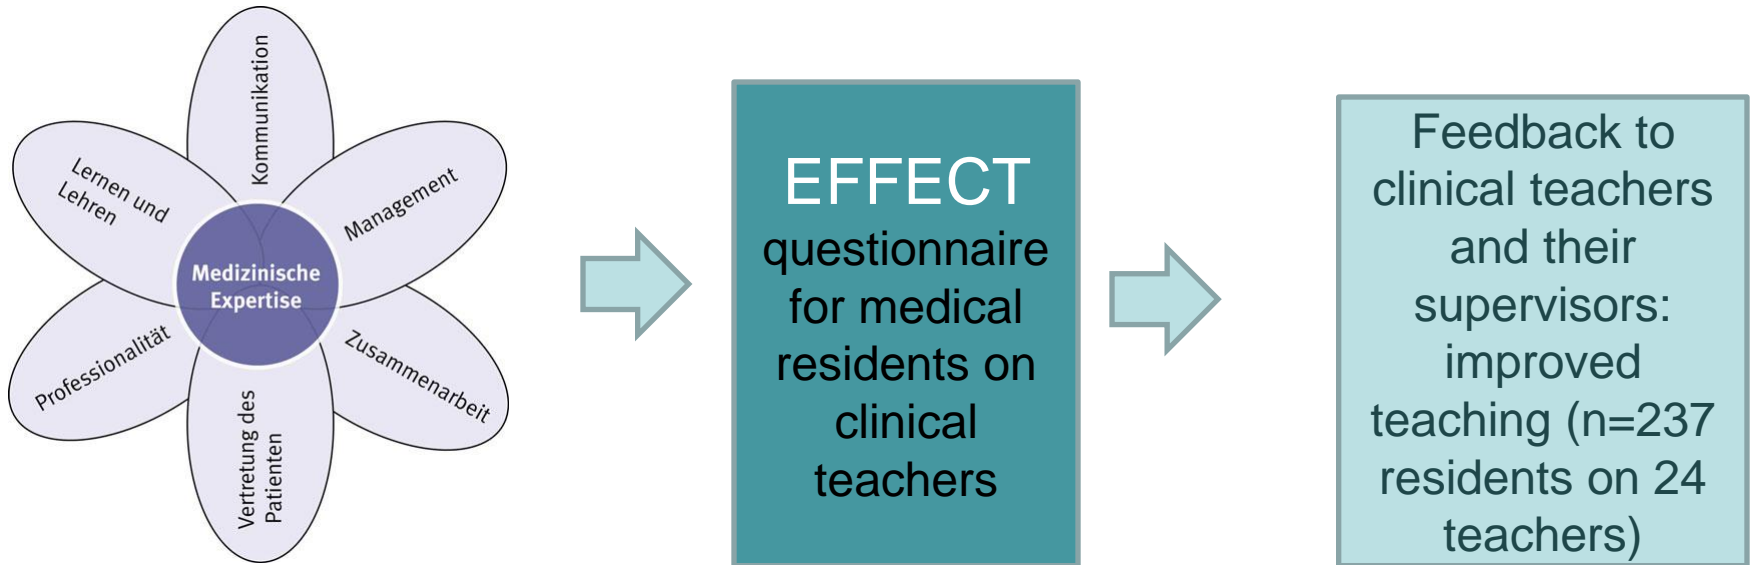 Kommunikation
Management
Zusammenarbeit
Vertretung des
Patienten
Professionalität
Lernen und
Lehren
Medizinische
Expertise
EFFECT
questionnaire
for medical
residents on
clinical
teachers
Feedback to
clinical teachers
and their
supervisors:
improved
teaching (n=237
residents on 24
teachers)